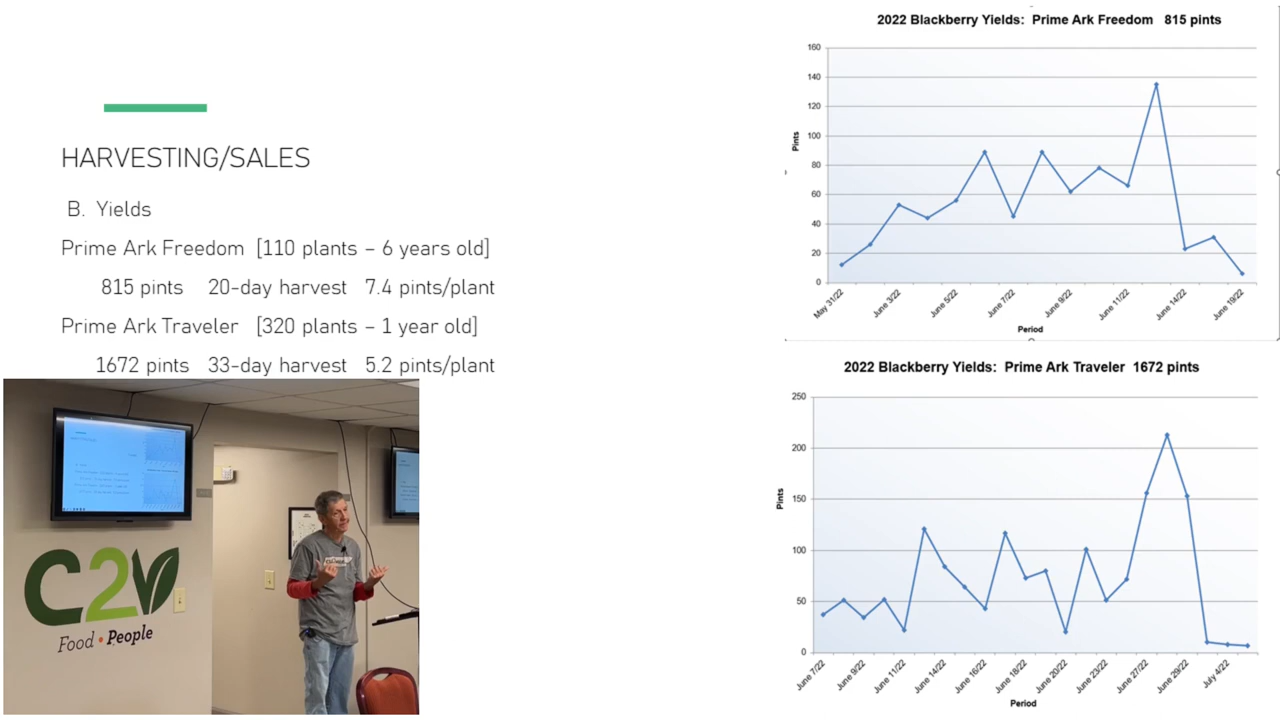 HARVESTING/SALES
B. Yields
Prime Ark Freedom [110 plants – 6 years old]
815 pints 20-day harvest 7.4 pints/plant
Prime Ark Traveler [320 plants – 1 year old]
1672 pints 33-day harvest 5.2 pints/plant
C2V
Food • People
2022 Blackberry Yields: Prime Ark Freedom 815 pints
Pints
160
140
120
100
80
60
40
20
0
May 31/22
June 3/22
June 5/22
June 7/22
June 9/22
June 11/22
June 14/22
June 19/22
Period
2022 Blackberry Yields: Prime Ark Traveler 1672 pints
Pints
250
200
150
100
50
0
June 7/22
June 9/22
June 11/22
June 14/22
June 16/22
June 18/22
June 20/22
June 23/22
June 27/22
June 29/22
July 4/22
Period